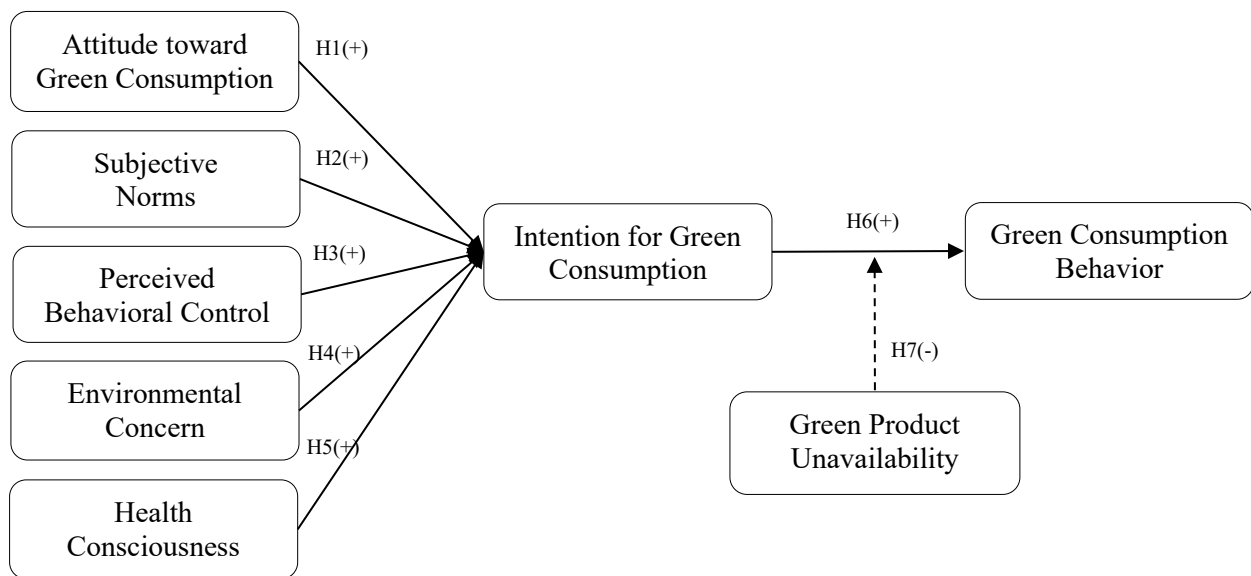 Attitude toward
Green Consumption
H1(+)
Subjective
Norms
H2(+)
Perceived
Behavioral Control
H3(+)
Environmental
Concern
H4(+)
Health
Consciousness
H5(+)
Intention for Green
Consumption
H6(+)
Green Consumption
Behavior
H7(-)
Green Product
Unavailability